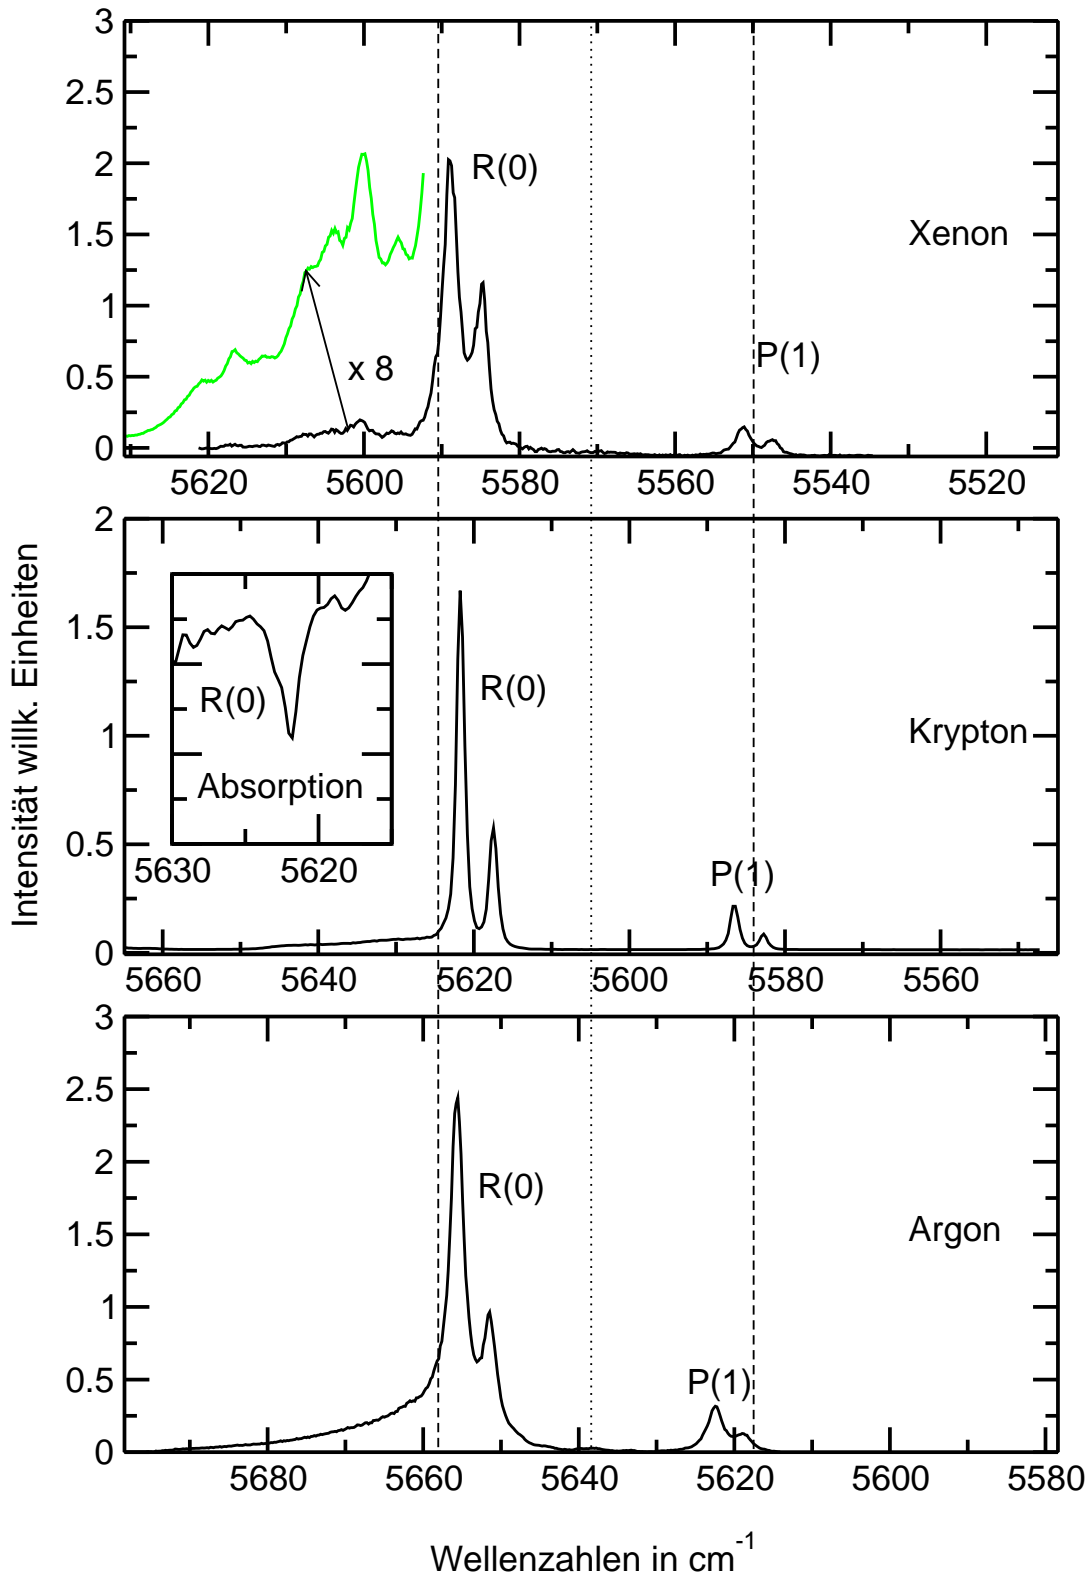 3
2.5
2
1.5
1
0.5
0
R(0)
Xenon
P(1)
x 8
5620 5600 5580 5560 5540 5520
2
1.5
1
0.5
0
R(0)
Krypton
R(0)
Absorption
5630 5620
P(1)
5660 5640 5620 5600 5580 5560
3
2.5
2
1.5
1
0.5
0
R(0)
Argon
P(1)
5680 5660 5640 5620 5600 5580
Intensität willk. Einheiten
Wellenzahlen in cm⁻¹